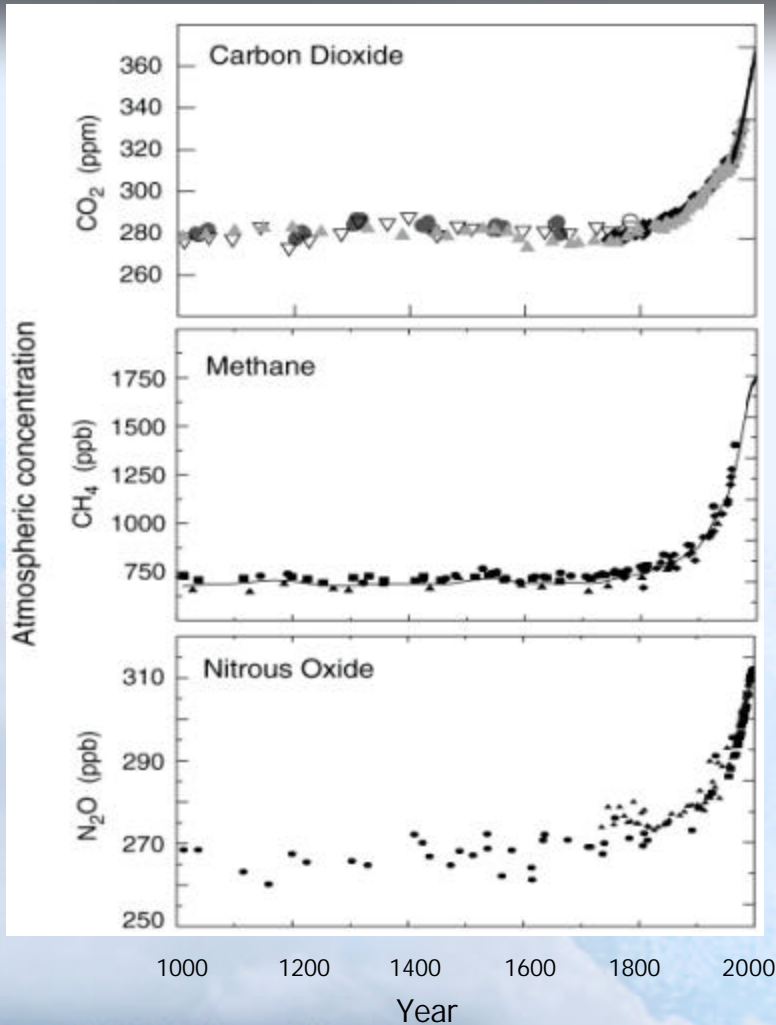 Carbon Dioxide
360
340
320
300
280
260
CO2 (ppm)
Methane
1750
1500
1250
1000
750
CH4 (ppb)
Atmospheric concentration
Nitrous Oxide
310
290
270
250
N2O (ppb)
1000 1200 1400 1600 1800 2000
Year